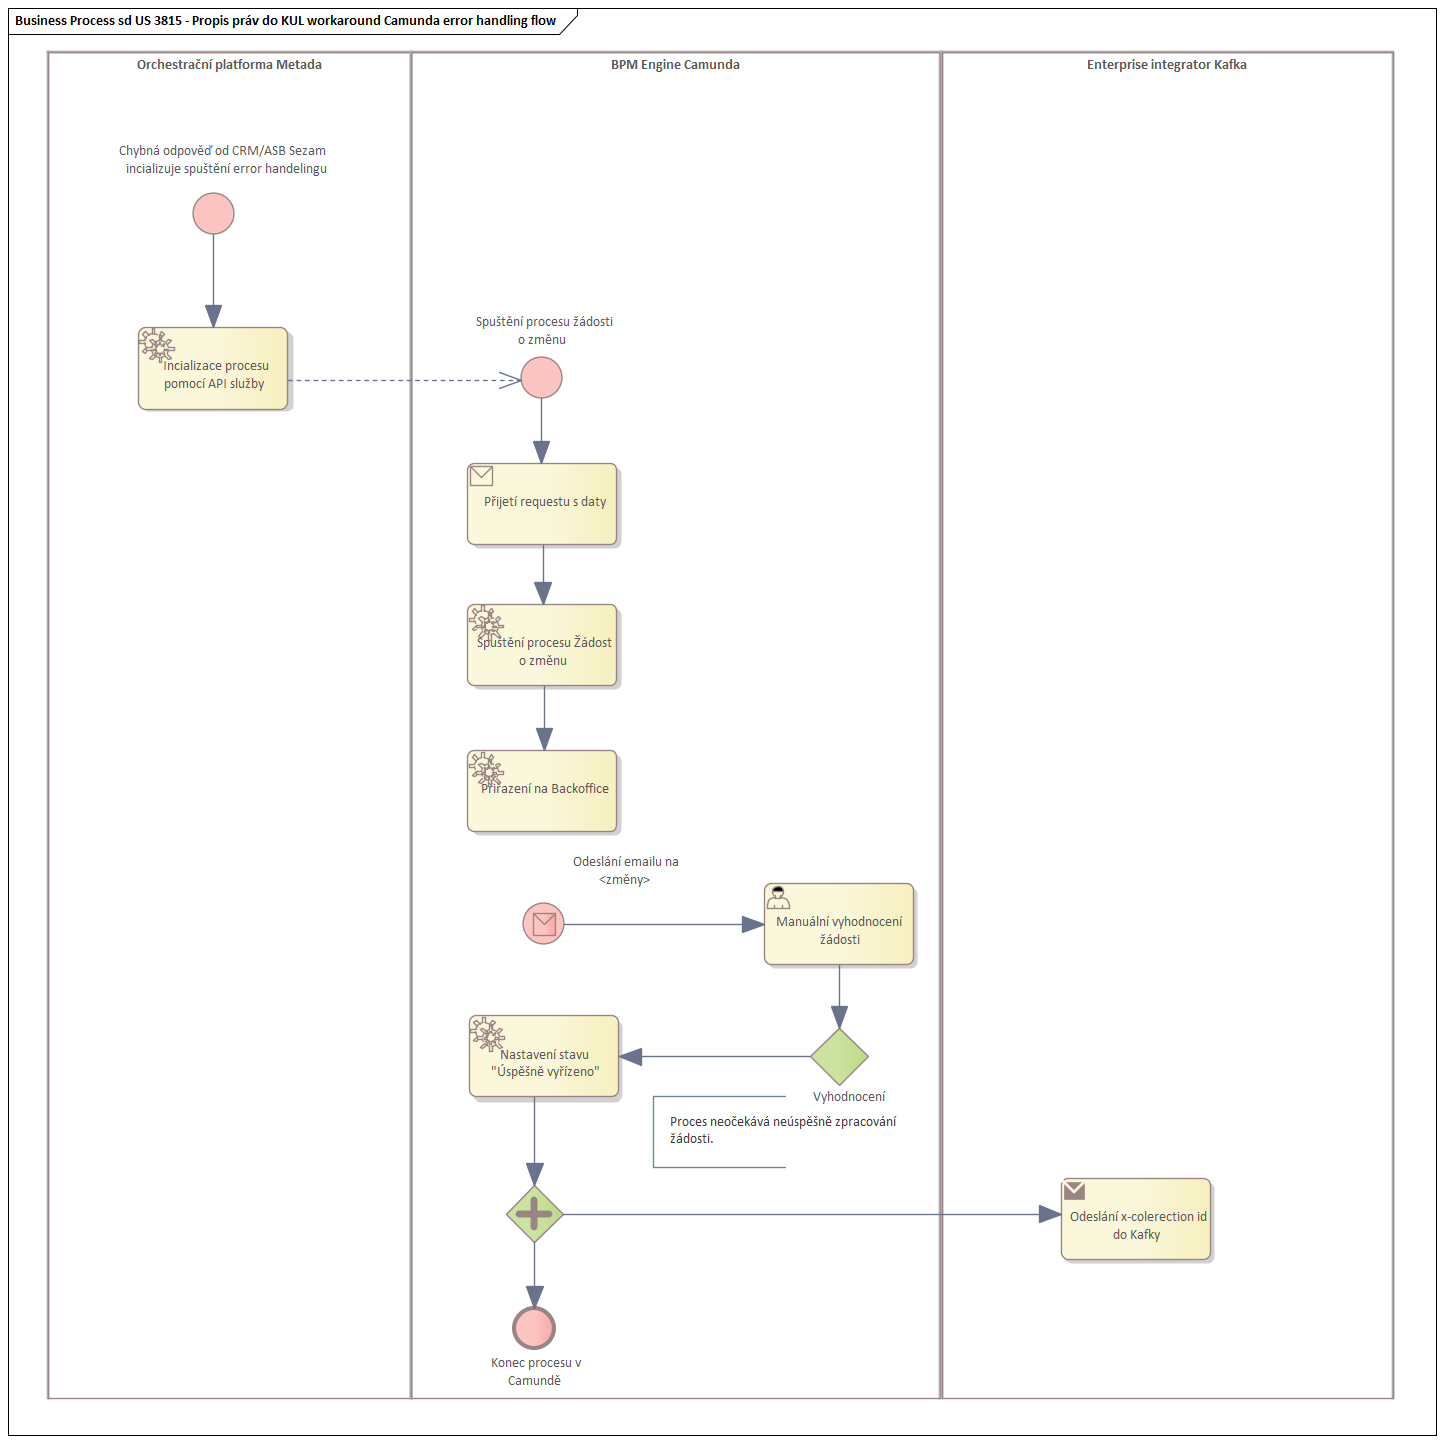 Business Process sd US 3815 - Propis práv do KUL workaround Camunda error handling flow
Orchestrační platforma Metada
BPM Engine Camunda
Enterprise integrator Kafka
Chybná odpověď od CRM/ASB Sezam
incializuje spuštění error handelingu
Incializace procesu
pomocí API služby
Spuštění procesu žádosti
o změnu
Přijetí requestu s daty
Spuštění procesu Žádost
o změnu
Přiřazení na Backoffice
Odeslání emailu na
<změny>
Manuální vyhodnocení
žádosti
Nastavení stavu
"Úspěšně vyřízeno"
Vyhodnocení
Proces neočekává neúspěšně zpracování
žádosti.
Odeslání x-colerection id
do Kafky
Konec procesu v
Camundě